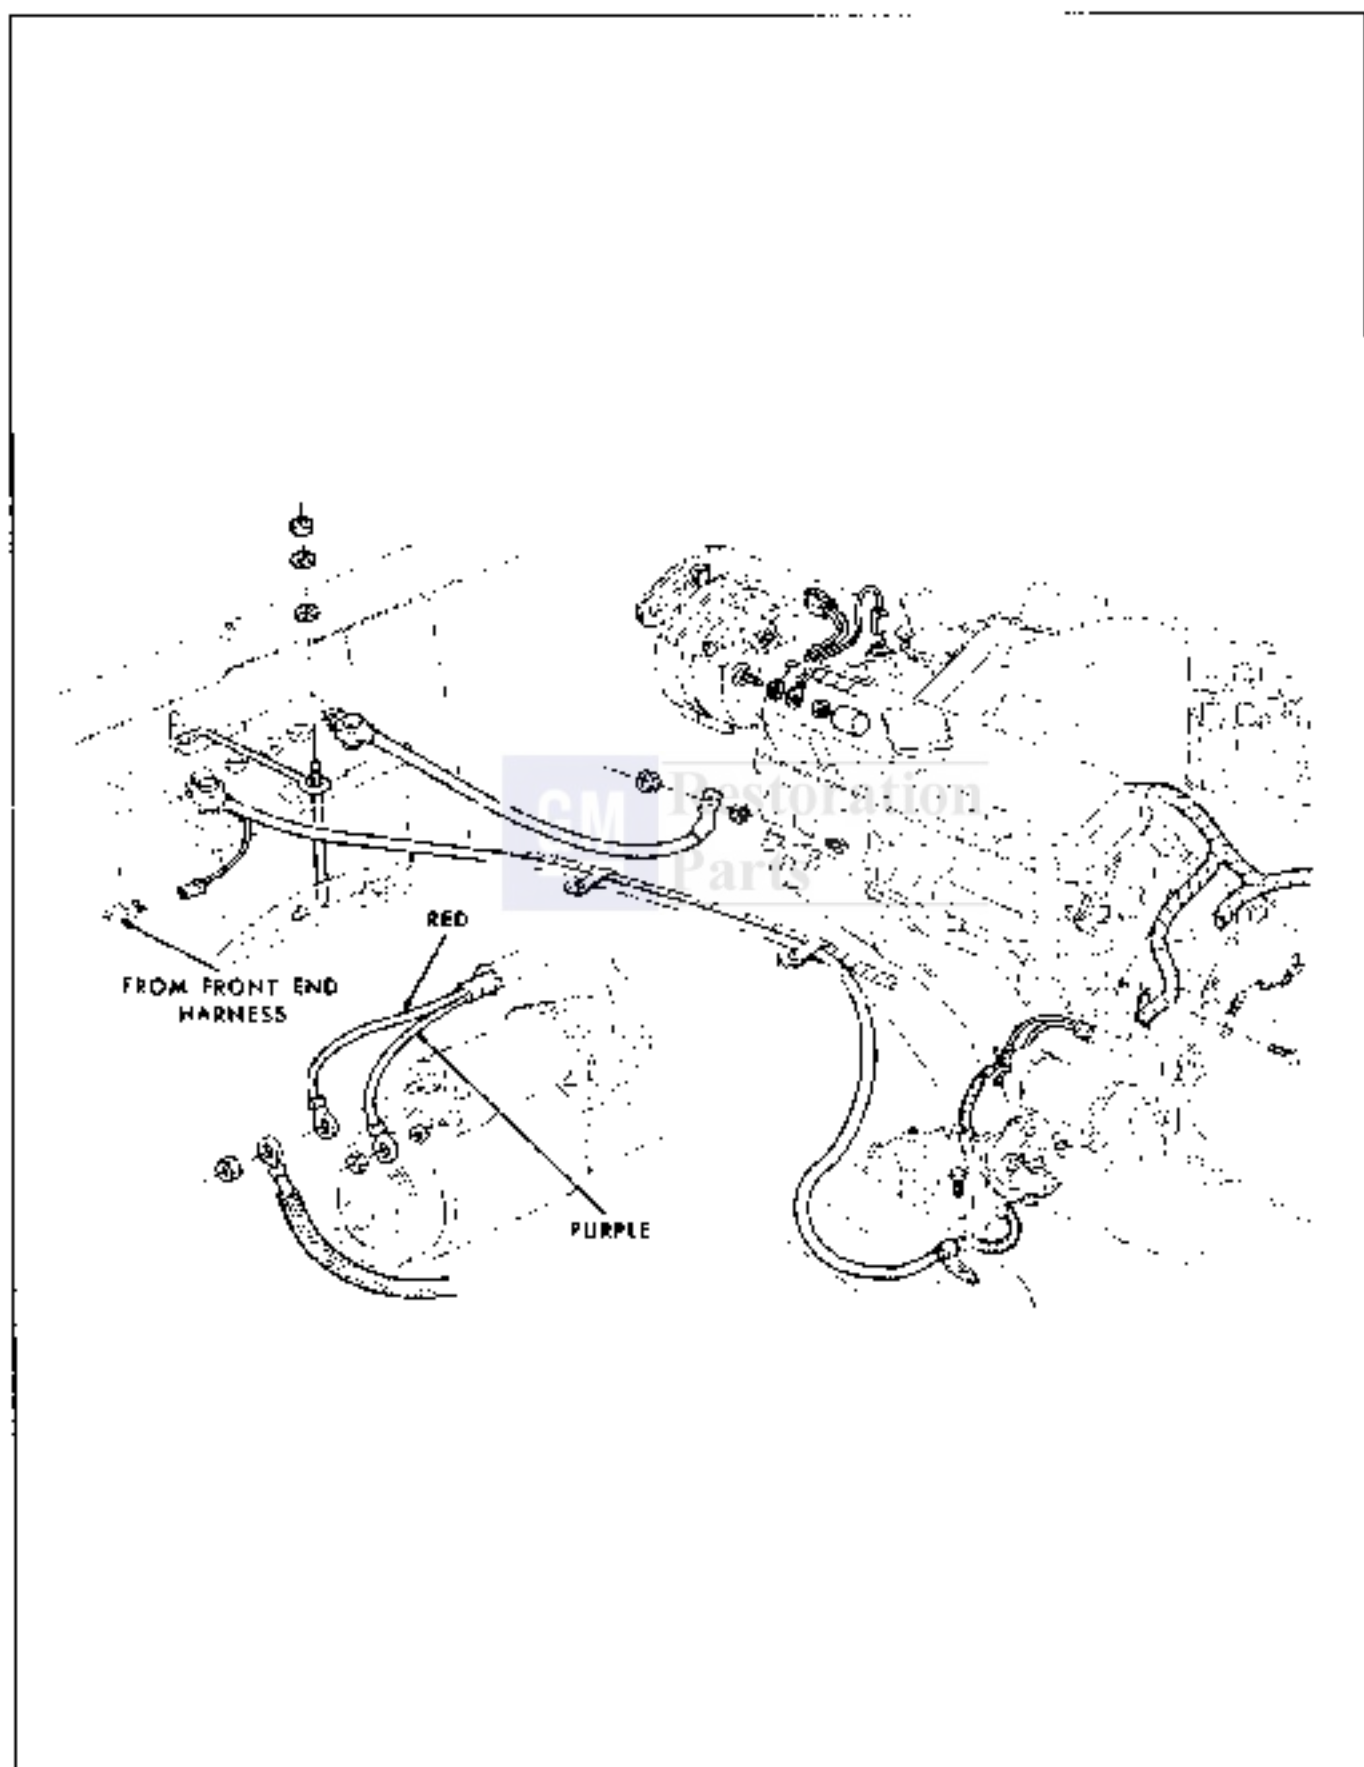 GM Restoration
Parts
RED
FROM FRONT END
HARNESS
PURPLE